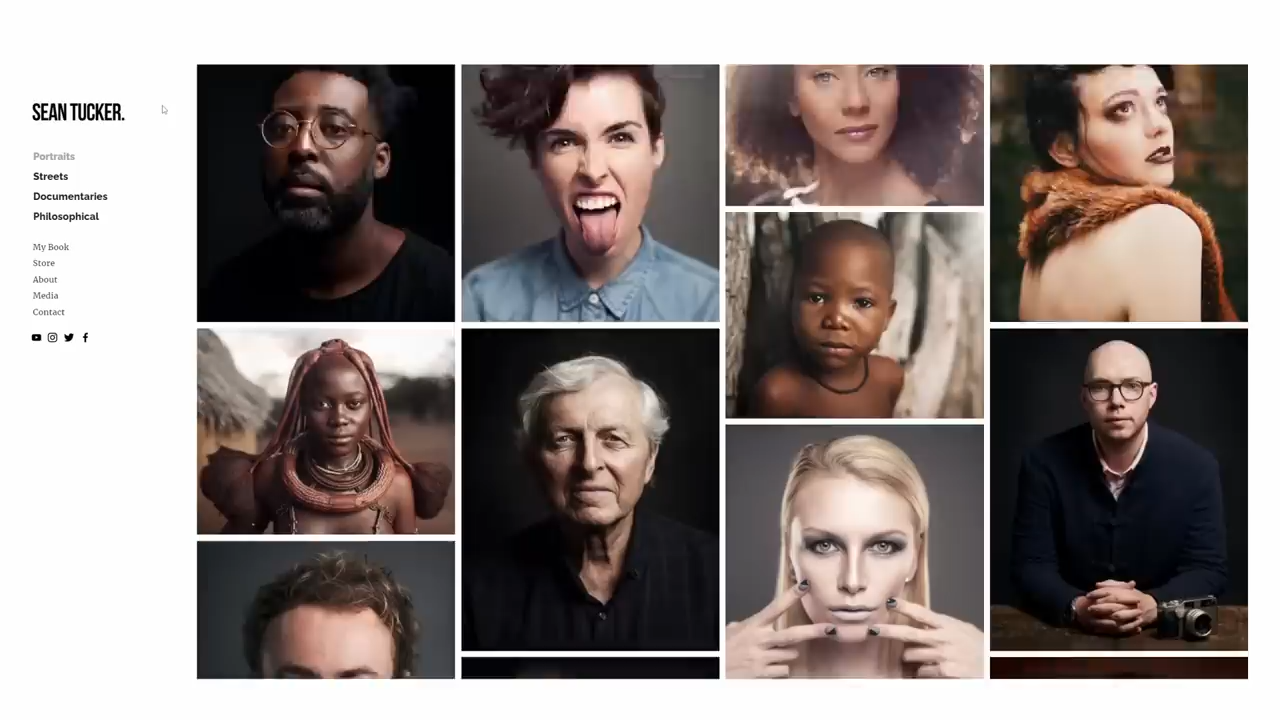 SEAN TUCKER.
Portraits
Streets
Documentaries
Philosophical
My Book
Store
About
Media
Contact